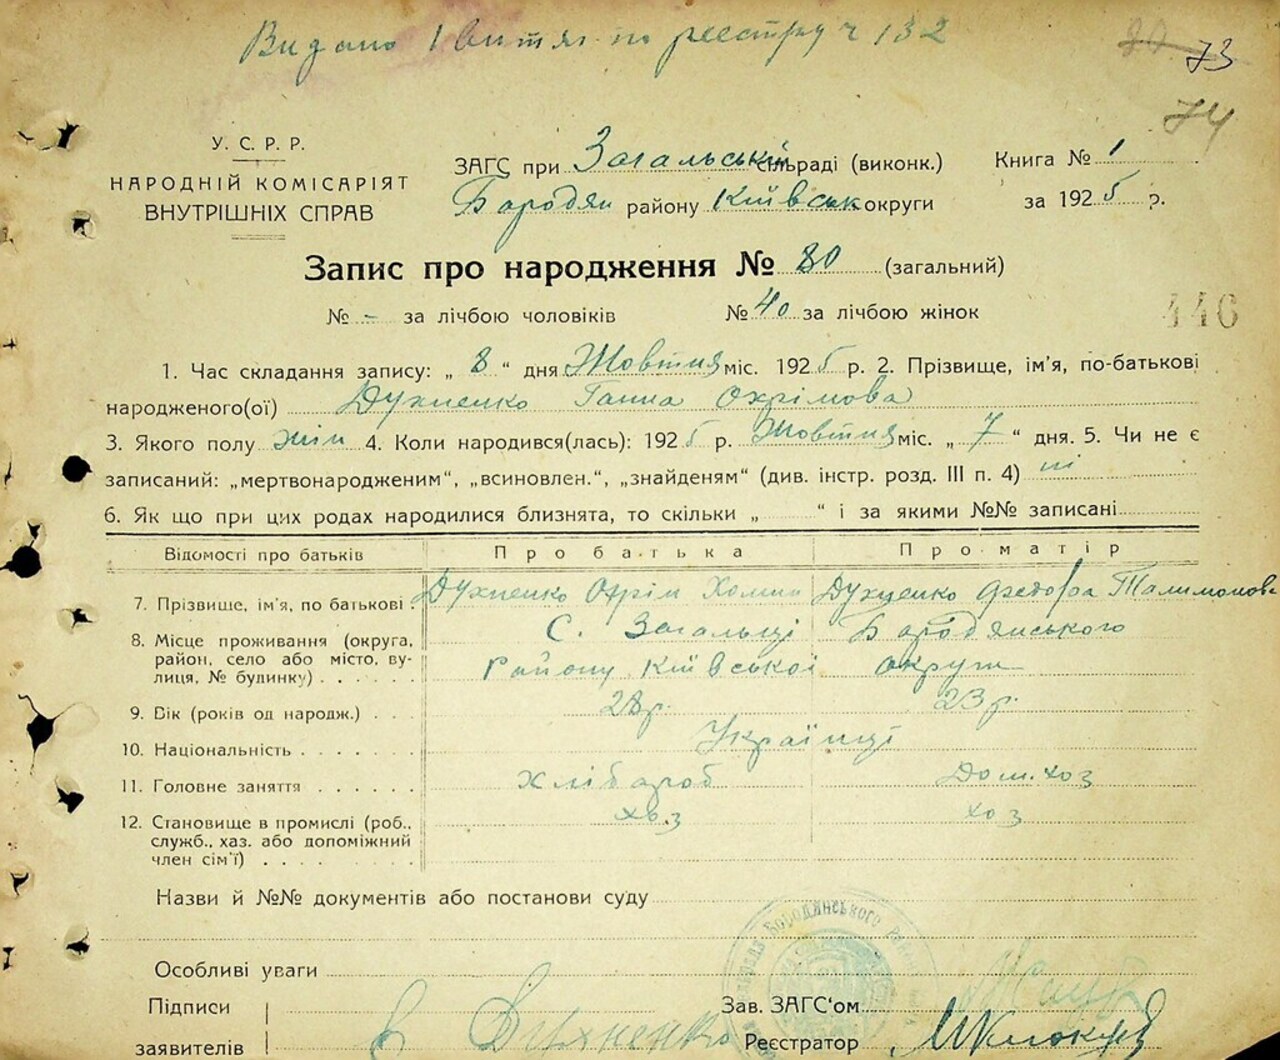 Видано 1 витяг по реєстру ч 132
73
74
У. С. Р. Р.
НАРОДНІЙ КОМІСАРІЯТ
ВНУТРІШНІХ СПРАВ
ЗАГС при Загальській сільраді (виконк.) Книга № 1
Бородян району Київськ округи за 1925 р.
Запис про народження № 80 (загальний)
№ - за лічбою чоловіків № 40 за лічбою жінок
446
1. Час складання запису: „ 8 “ дня Жовтня міс. 1925 р. 2. Прізвище, ім'я, по-батькові
народженого(ої) Духненко Ганна Охрімова
3. Якого полу жін 4. Коли народився(лась): 1925 р. Жовтня міс. „ 7 “ дня. 5. Чи не є
записаний: „мертвонародженим“, „всиновлен.“, „знайденям“ (див. інстр. розд. III п. 4) ні
6. Як що при цих родах народилися близнята, то скільки „ “ і за якими №№ записані
Відомості про батьків Про батька Про матір
7. Прізвище, ім'я, по батькові . Духненко Охрім Хомин Духненко Федора
8. Місце проживання (округа, район, село або місто, вулиця, № будинку) С. Загальці Бородянського
району Київської округи
9. Вік (років од народж.) . . . 28 р. 23 р.
10. Національність . . . . . . . Українці
11. Головне заняття . . . . . . Хлібароб Дом. хоз
12. Становище в промислі (роб., служб., хаз. або допоміжний член сім'ї) . . . . . хоз
Назви й №№ документів або постанови суду
Особливі уваги
Підписи
заявителів Духненко
Зав. ЗАГС'ом
Реєстратор